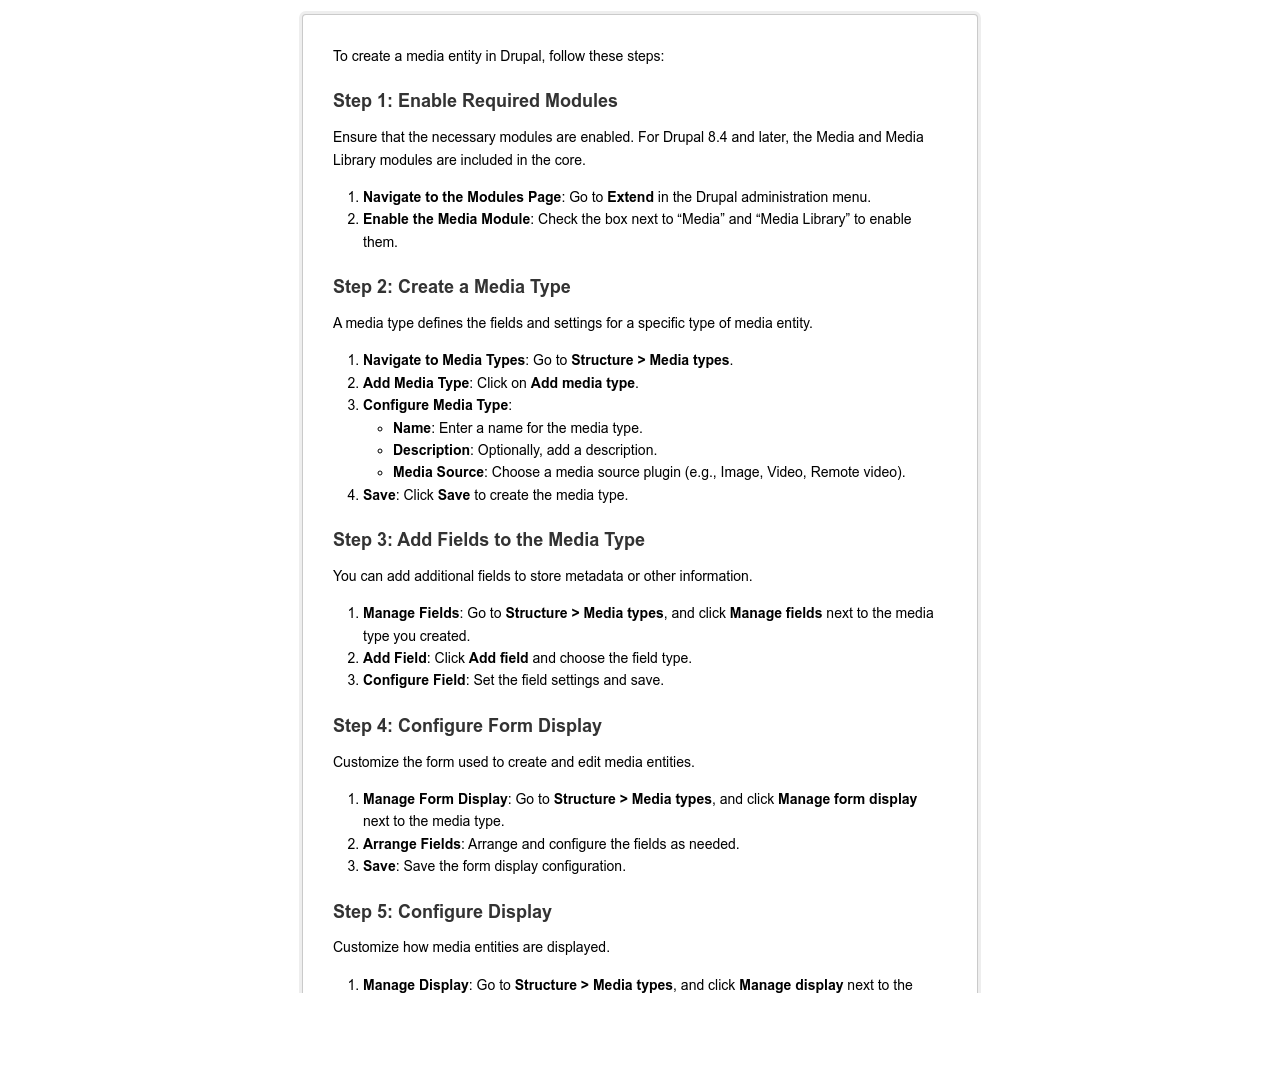 To create a media entity in Drupal, follow these steps:
Step 1: Enable Required Modules
Ensure that the necessary modules are enabled. For Drupal 8.4 and later, the Media and Media
Library modules are included in the core.
1. Navigate to the Modules Page: Go to Extend in the Drupal administration menu.
2. Enable the Media Module: Check the box next to “Media” and “Media Library” to enable
them.
Step 2: Create a Media Type
A media type defines the fields and settings for a specific type of media entity.
1. Navigate to Media Types: Go to Structure > Media types.
2. Add Media Type: Click on Add media type.
3. Configure Media Type:
◦ Name: Enter a name for the media type.
◦ Description: Optionally, add a description.
◦ Media Source: Choose a media source plugin (e.g., Image, Video, Remote video).
4. Save: Click Save to create the media type.
Step 3: Add Fields to the Media Type
You can add additional fields to store metadata or other information.
1. Manage Fields: Go to Structure > Media types, and click Manage fields next to the media
type you created.
2. Add Field: Click Add field and choose the field type.
3. Configure Field: Set the field settings and save.
Step 4: Configure Form Display
Customize the form used to create and edit media entities.
1. Manage Form Display: Go to Structure > Media types, and click Manage form display
next to the media type.
2. Arrange Fields: Arrange and configure the fields as needed.
3. Save: Save the form display configuration.
Step 5: Configure Display
Customize how media entities are displayed.
1. Manage Display: Go to Structure > Media types, and click Manage display next to the